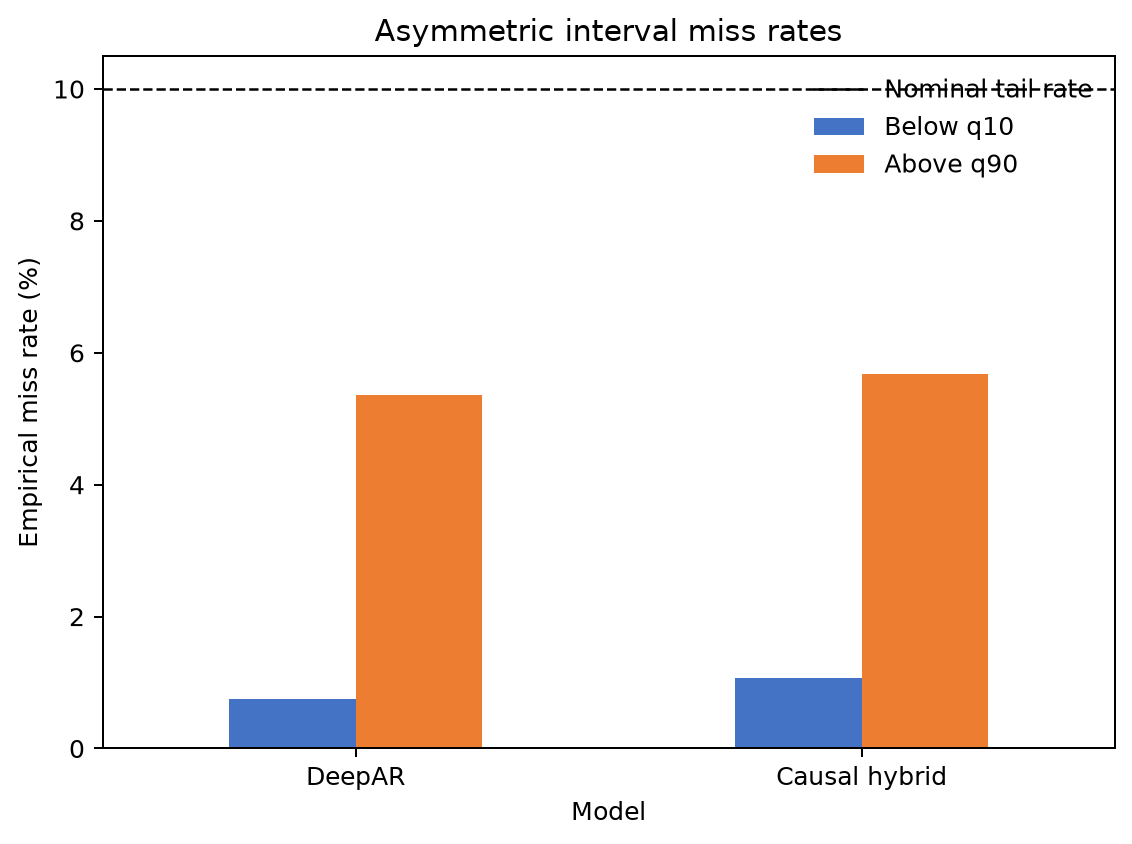 Asymmetric interval miss rates
Empirical miss rate (%)
10
8
6
4
2
0
Nominal tail rate
Below q10
Above q90
DeepAR
Causal hybrid
Model